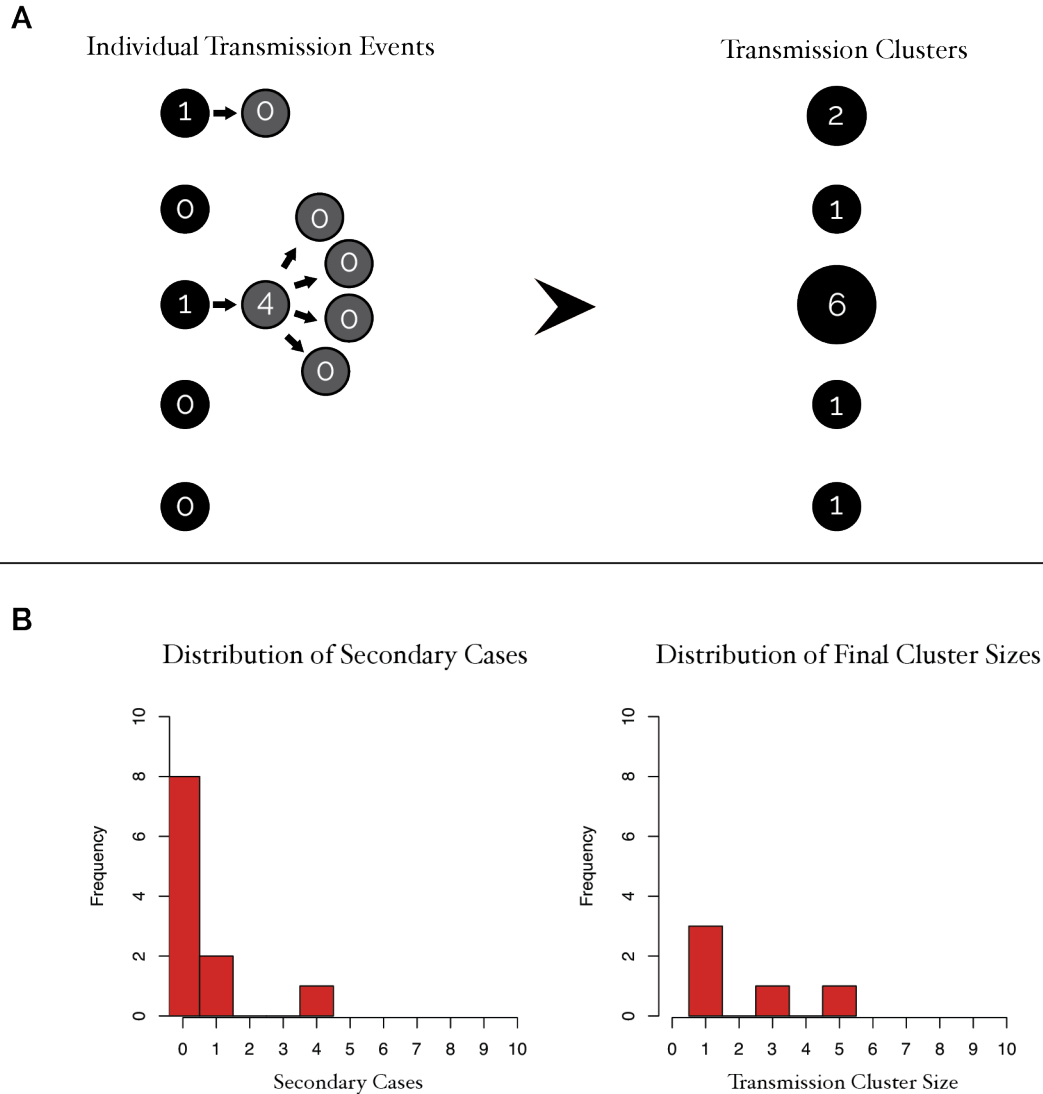 A
Individual Transmission Events
Transmission Clusters
1 0
2
0
0
1
0
1 4
6
0
0
0
1
0
1
B
Distribution of Secondary Cases
Distribution of Final Cluster Sizes
Frequency
0 2 4 6 8 10
0 1 2 3 4 5 6 7 8 9 10
Secondary Cases
Frequency
0 2 4 6 8 10
0 1 2 3 4 5 6 7 8 9 10
Transmission Cluster Size